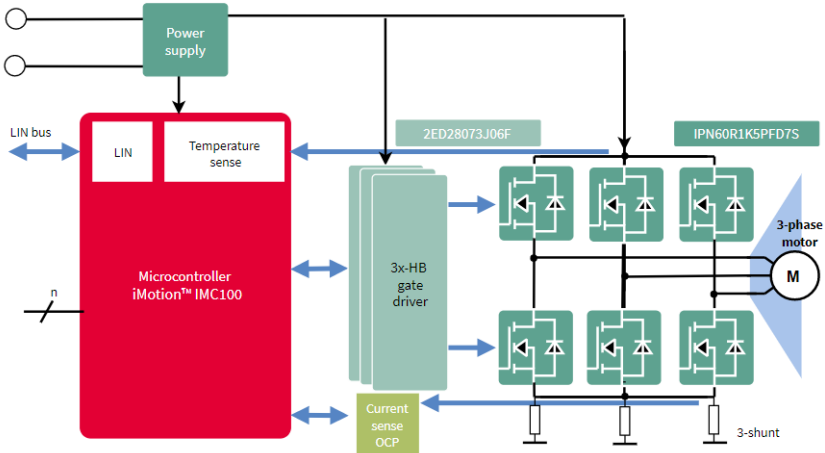 Power
supply
2ED28073J06F
IPN60R1K5PFD7S
LIN bus
LIN
Temperature
sense
3-phase
motor
M
Microcontroller
iMotion™ IMC100
3x-HB
gate
driver
n
Current
sense
OCP
3-shunt